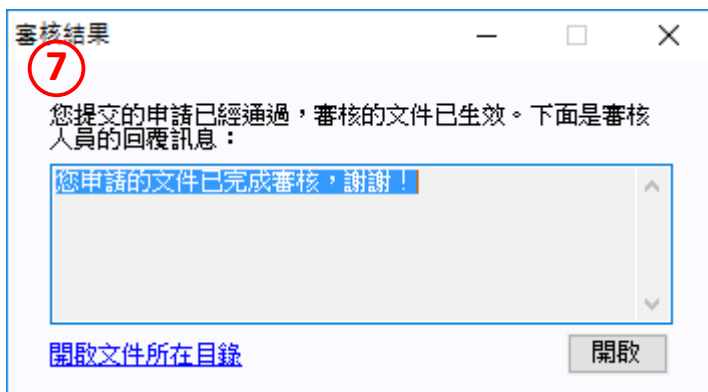 審核結果
⑦
您提交的申請已經通過，審核的文件已生效。下面是審核
人員的回覆訊息：
您申請的文件已完成審核，謝謝！
開啟文件所在目錄
開啟